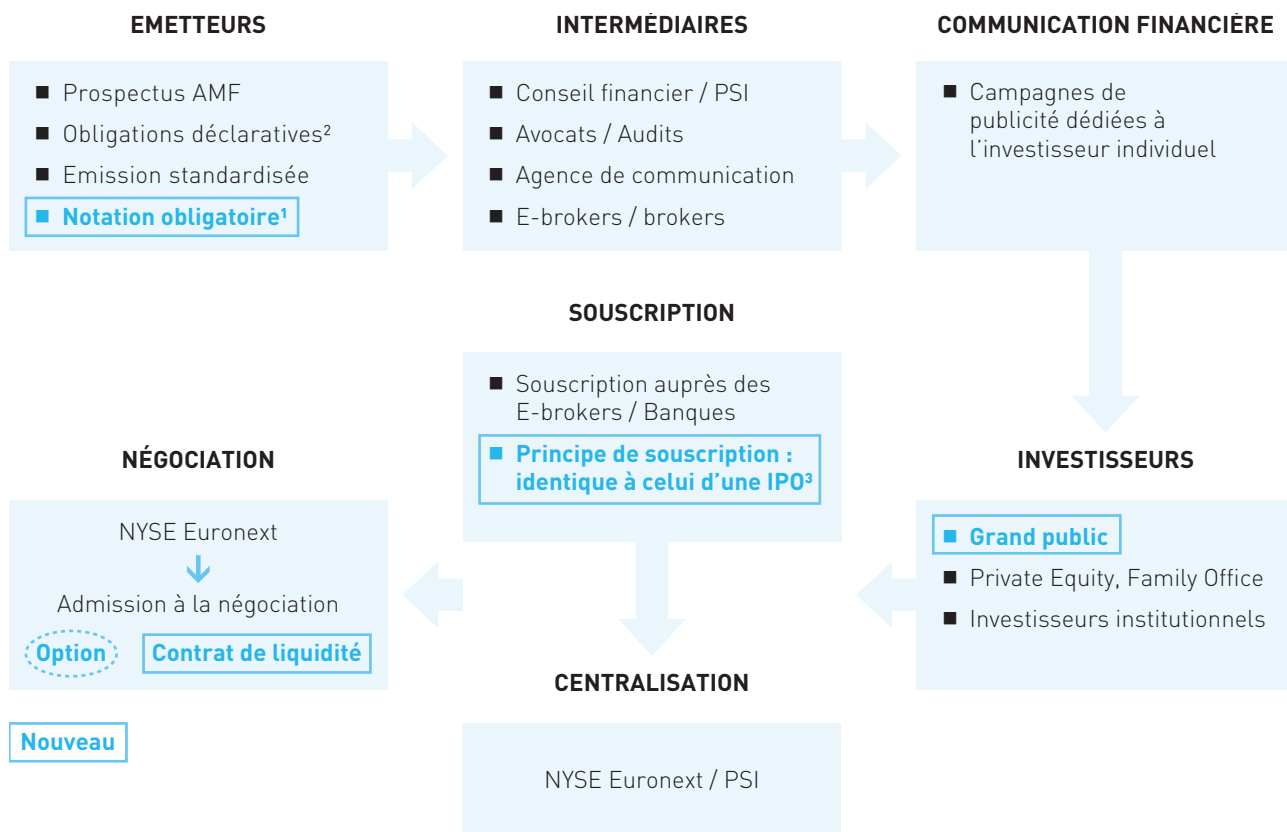 EMETTEURS
■ Prospectus AMF
■ Obligations déclaratives²
■ Emission standardisée
■ Notation obligatoire¹
INTERMÉDIAIRES
■ Conseil financier / PSI
■ Avocats / Audits
■ Agence de communication
■ E-brokers / brokers
COMMUNICATION FINANCIÈRE
■ Campagnes de
publicité dédiées à
l'investisseur individuel
SOUSCRIPTION
■ Souscription auprès des
E-brokers / Banques
■ Principe de souscription :
identique à celui d'une IPO³
NÉGOCIATION
NYSE Euronext
Admission à la négociation
Option
Contrat de liquidité
INVESTISSEURS
■ Grand public
■ Private Equity, Family Office
■ Investisseurs institutionnels
CENTRALISATION
NYSE Euronext / PSI
Nouveau